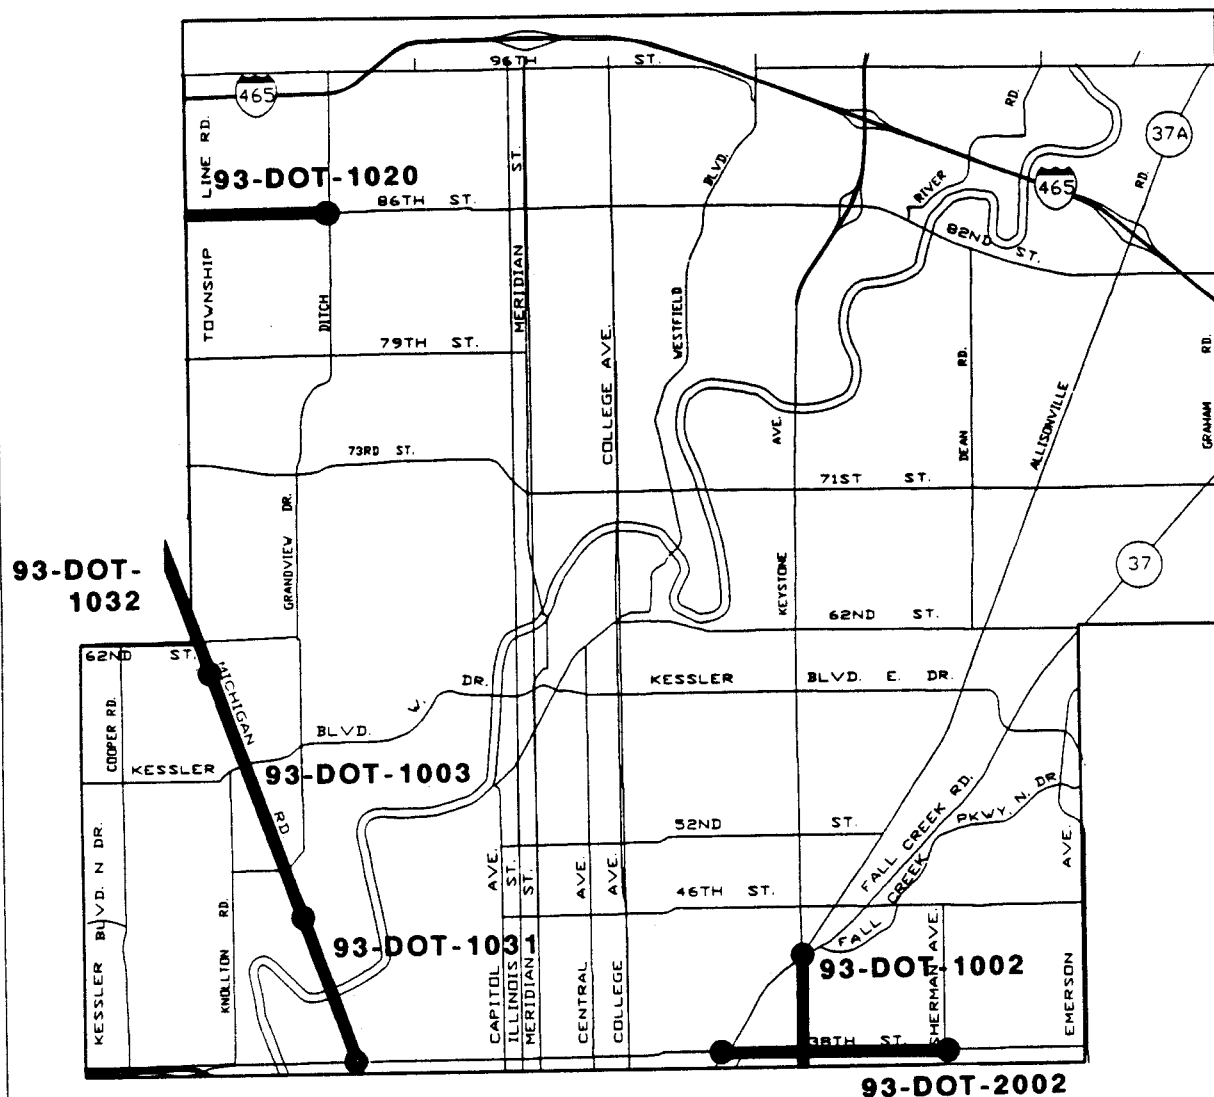 96TH ST.
465
37A
LINE RD.
TOWNSHIP
93-DOT-1020
86TH ST.
MERIDIAN ST.
BLVD.
WESTFIELD
RIVER RD.
465
RD.
ALLISONVILLE
82ND ST.
DITCH
79TH ST.
COLLEGE AVE.
DEAN RD.
GRAHAM RD.
73RD ST.
AVE.
KEYSTONE
71ST ST.
GRANDVIEW DR.
37
93-DOT-
1032
62ND ST.
62ND ST.
MICHIGAN RD.
COOPER RD.
KESSLER BLVD. W. DR.
KESSLER BLVD. E. DR.
93-DOT-1003
52ND ST.
FALL CREEK RD.
FALL CREEK PKWY. N. DR
46TH ST.
KESSLER BLVD. N DR.
KNOLLTON RD.
93-DOT-1031
CAPITOL AVE.
ILLINOIS ST.
MERIDIAN ST.
CENTRAL AVE.
COLLEGE AVE.
93-DOT-1002
SHERMAN AVE.
EMERSON AVE.
38TH ST.
93-DOT-2002